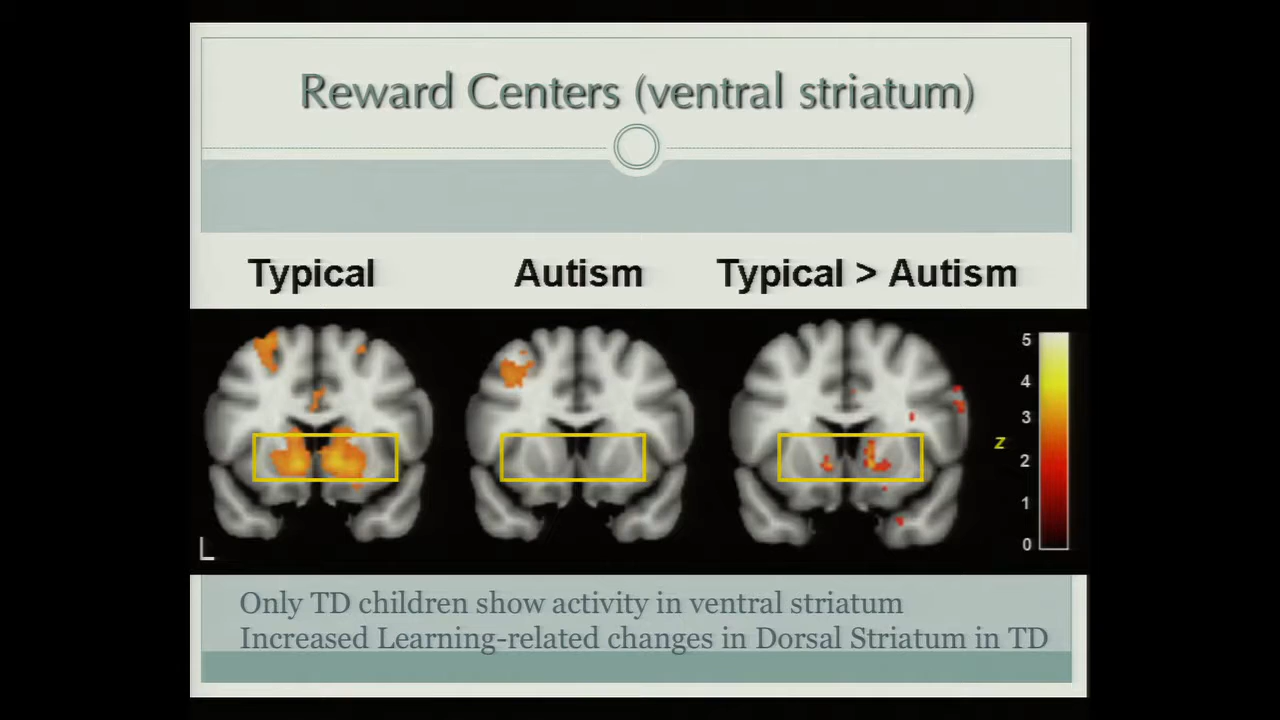 Reward Centers (ventral striatum)
Typical
Autism
Typical > Autism
5
4
3
z
2
1
0
L
Only TD children show activity in ventral striatum
Increased Learning-related changes in Dorsal Striatum in TD